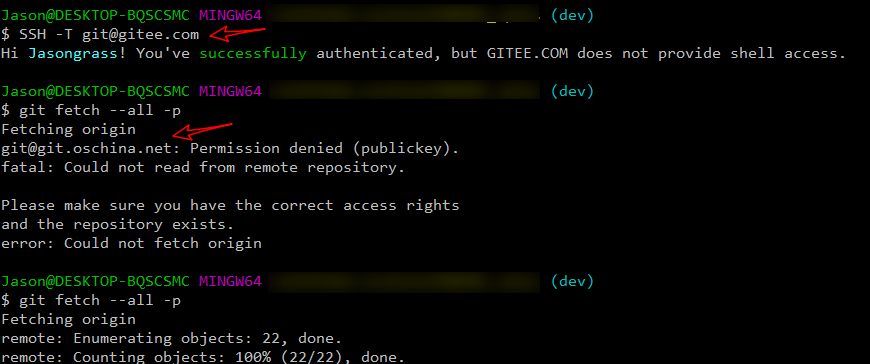 Jason@DESKTOP-BQSCSMC MINGW64 (dev)
$ SSH -T git@gitee.com
Hi Jasongrass! You've successfully authenticated, but GITEE.COM does not provide shell access.
Jason@DESKTOP-BQSCSMC MINGW64 (dev)
$ git fetch --all -p
Fetching origin
git@git.oschina.net: Permission denied (publickey).
fatal: Could not read from remote repository.
Please make sure you have the correct access rights
and the repository exists.
error: Could not fetch origin
Jason@DESKTOP-BQSCSMC MINGW64 (dev)
$ git fetch --all -p
Fetching origin
remote: Enumerating objects: 22, done.
remote: Counting objects: 100% (22/22), done.